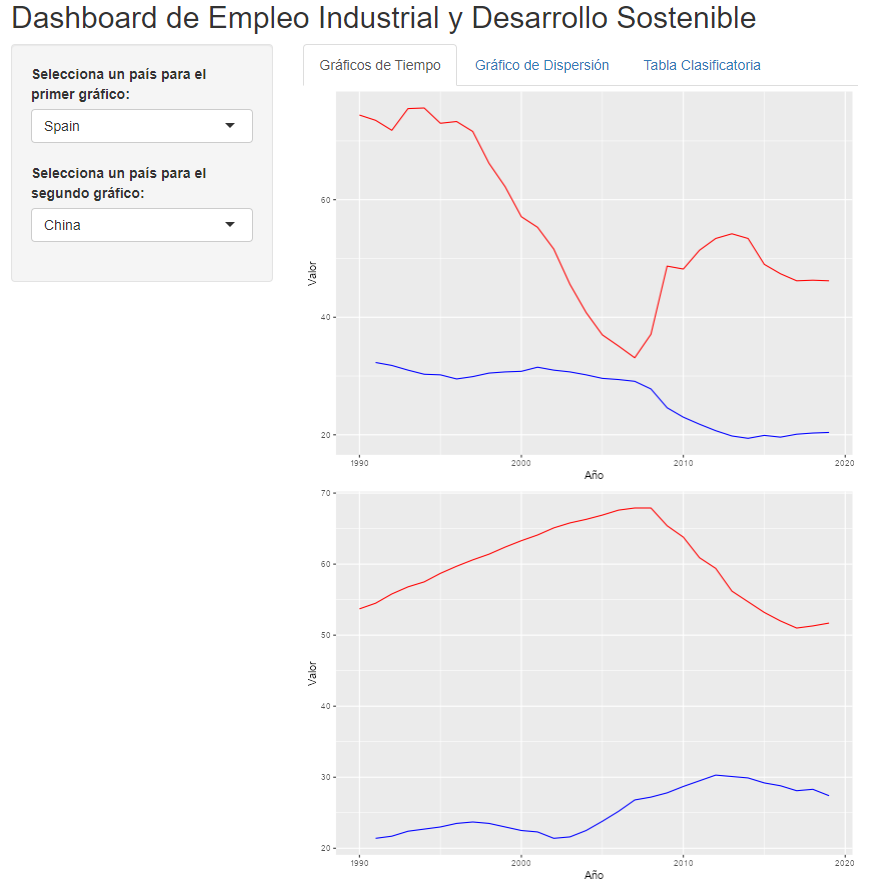 Dashboard de Empleo Industrial y Desarrollo Sostenible
Selecciona un país para el
primer gráfico:
Spain
Selecciona un país para el
segundo gráfico:
China
Gráficos de Tiempo
Gráfico de Dispersión
Tabla Clasificatoria
Valor
60
40
20
1990
2000
2010
2020
Año
Valor
70
60
50
40
30
20
1990
2000
2010
2020
Año